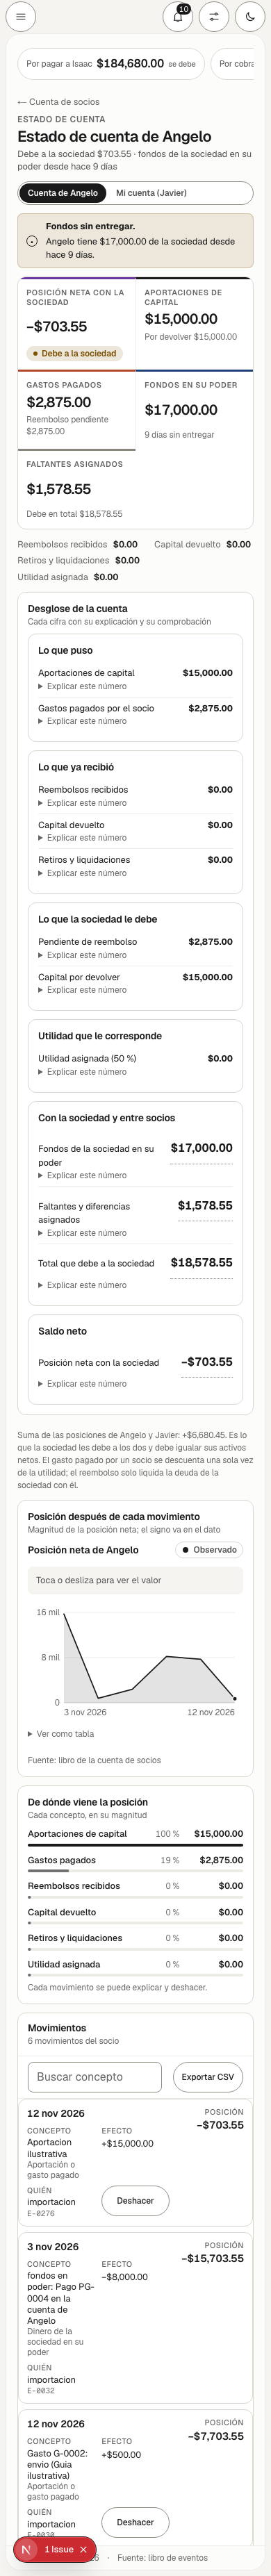 10
Por pagar a Isaac $184,680.00 se debe
Por cobra
← Cuenta de socios
ESTADO DE CUENTA
Estado de cuenta de Angelo
Debe a la sociedad $703.55 · fondos de la sociedad en su
poder desde hace 9 días
Cuenta de Angelo
Mi cuenta (Javier)
Fondos sin entregar.
Angelo tiene $17,000.00 de la sociedad desde
hace 9 días.
POSICIÓN NETA CON LA
SOCIEDAD
−$703.55
Debe a la sociedad
APORTACIONES DE
CAPITAL
$15,000.00
Por devolver $15,000.00
GASTOS PAGADOS
$2,875.00
Reembolso pendiente
$2,875.00
FONDOS EN SU PODER
$17,000.00
9 días sin entregar
FALTANTES ASIGNADOS
$1,578.55
Debe en total $18,578.55
Reembolsos recibidos $0.00
Capital devuelto $0.00
Retiros y liquidaciones $0.00
Utilidad asignada $0.00
Desglose de la cuenta
Cada cifra con su explicación y su comprobación
Lo que puso
Aportaciones de capital $15,000.00
Explicar este número
Gastos pagados por el socio $2,875.00
Explicar este número
Lo que ya recibió
Reembolsos recibidos $0.00
Explicar este número
Capital devuelto $0.00
Explicar este número
Retiros y liquidaciones $0.00
Explicar este número
Lo que la sociedad le debe
Pendiente de reembolso $2,875.00
Explicar este número
Capital por devolver $15,000.00
Explicar este número
Utilidad que le corresponde
Utilidad asignada (50 %) $0.00
Explicar este número
Con la sociedad y entre socios
Fondos de la sociedad en su
poder
$17,000.00
Explicar este número
Faltantes y diferencias
asignados
$1,578.55
Explicar este número
Total que debe a la sociedad $18,578.55
Explicar este número
Saldo neto
Posición neta con la sociedad −$703.55
Explicar este número
Suma de las posiciones de Angelo y Javier: +$6,680.45. Es lo
que la sociedad les debe a los dos y debe igualar sus activos
netos. El gasto pagado por un socio se descuenta una sola vez
de la utilidad; el reembolso solo liquida la deuda de la
sociedad con él.
Posición después de cada movimiento
Magnitud de la posición neta; el signo va en el dato
Posición neta de Angelo
Observado
Toca o desliza para ver el valor
16 mil
8 mil
0
3 nov 2026
12 nov 2026
Ver como tabla
Fuente: libro de la cuenta de socios
De dónde viene la posición
Cada concepto, en su magnitud
Aportaciones de capital 100 % $15,000.00
Gastos pagados 19 % $2,875.00
Reembolsos recibidos 0 % $0.00
Capital devuelto 0 % $0.00
Retiros y liquidaciones 0 % $0.00
Utilidad asignada 0 % $0.00
Cada movimiento se puede explicar y deshacer.
Movimientos
6 movimientos del socio
Buscar concepto
Exportar CSV
12 nov 2026
POSICIÓN
−$703.55
CONCEPTO
Aportacion
ilustrativa
Aportación o
gasto pagado
EFECTO
+$15,000.00
QUIÉN
importacion
E-0276
Deshacer
3 nov 2026
POSICIÓN
−$15,703.55
CONCEPTO
fondos en
poder: Pago PG-
0004 en la
cuenta de
Angelo
Dinero de la
sociedad en su
poder
EFECTO
−$8,000.00
QUIÉN
importacion
E-0032
12 nov 2026
POSICIÓN
−$7,703.55
CONCEPTO
Gasto G-0002:
envio (Guia
ilustrativa)
Aportación o
gasto pagado
EFECTO
+$500.00
QUIÉN
importacion
Deshacer
N 1 Issue
· Fuente: libro de eventos